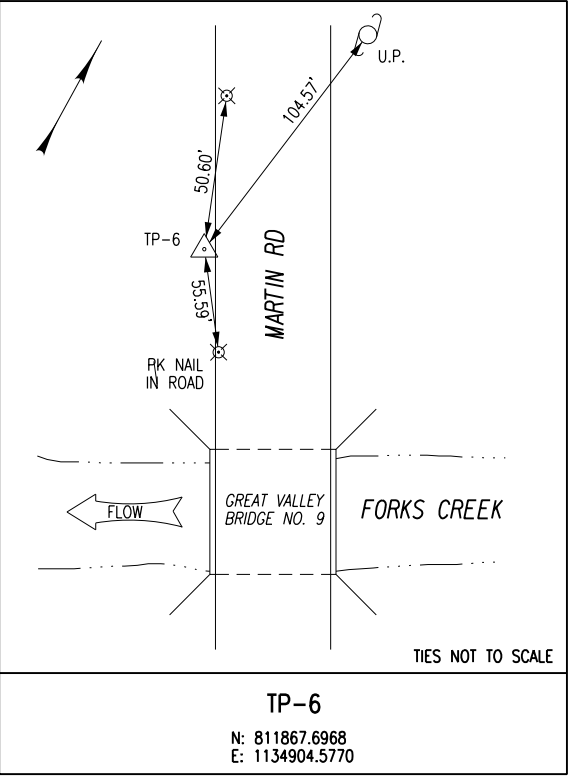 U.P.
104.57'
50.60'
TP-6
MARTIN RD
55.59'
PK NAIL
IN ROAD
GREAT VALLEY
BRIDGE NO. 9
FLOW
FORKS CREEK
TIES NOT TO SCALE
TP-6
N: 811867.6968
E: 1134904.5770